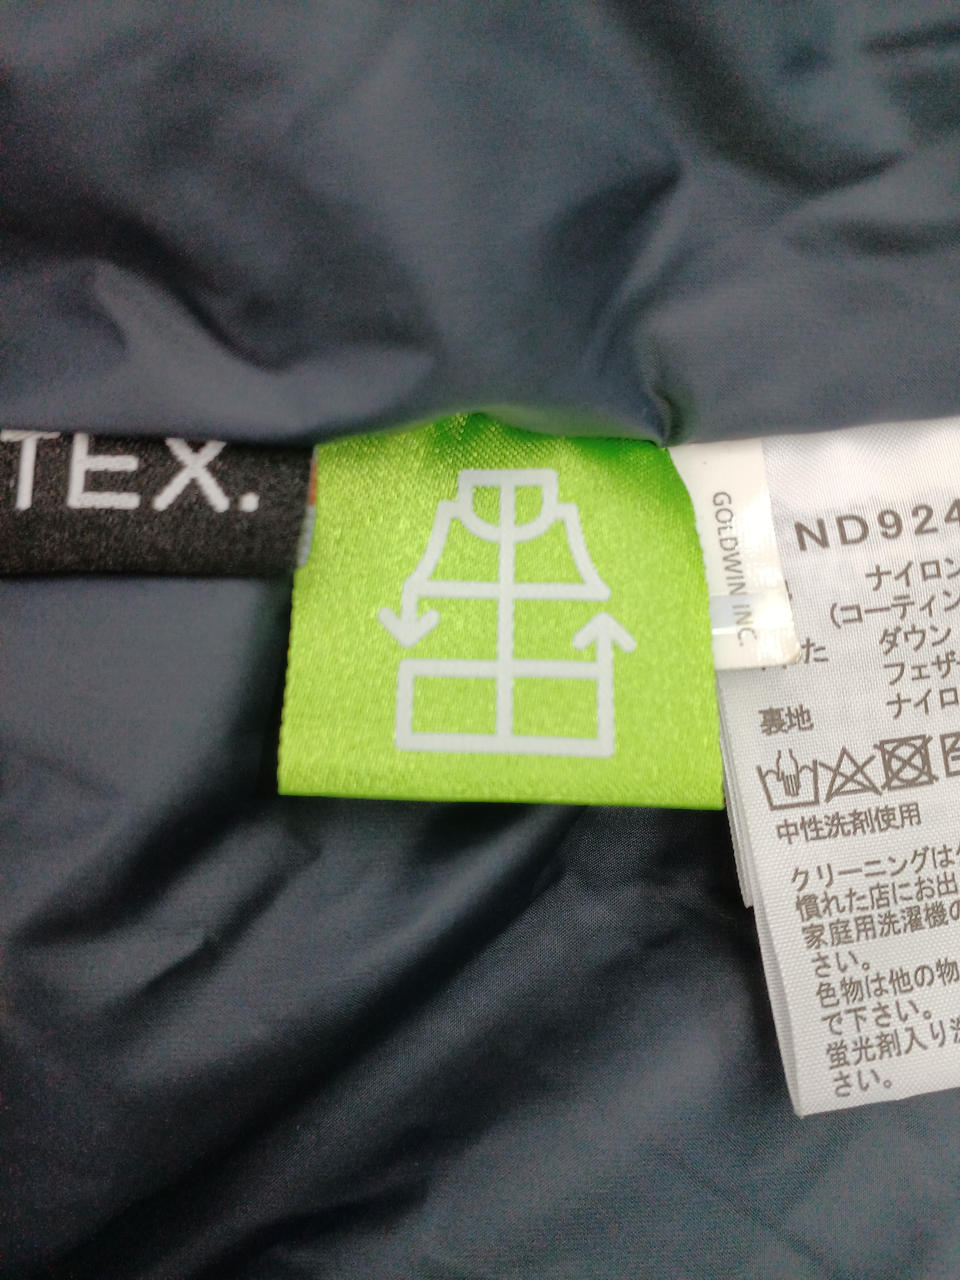 TEX.
GOLDWIN INC.
ND924
ナイロン
(コーティン
ダウン
た
フェザ
裏地
ナイロ
中性洗剤使用
クリーニングは
慣れた店にお出
家庭用洗濯機の
さい。
色物は他の物
で下さい。
蛍光剤入り洗
さい。